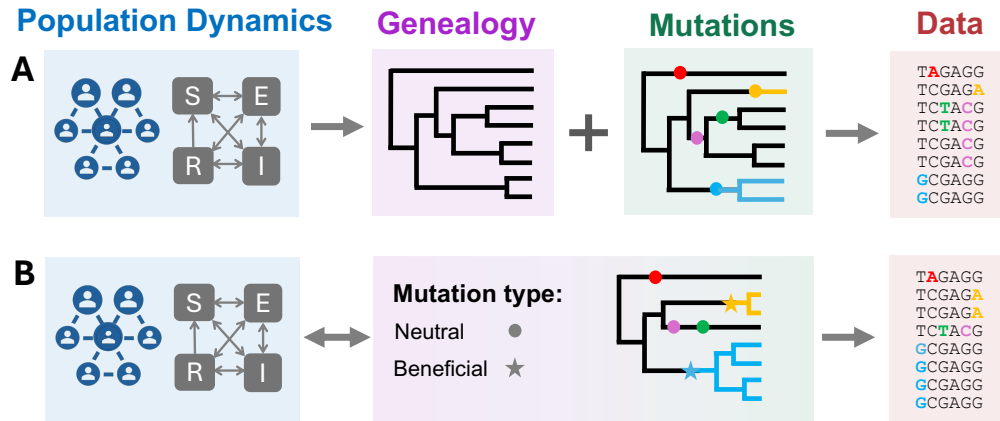 Population Dynamics
Genealogy
Mutations
Data
A
S
E
R
I
TAGAGG
TCGAGA
TCTACG
TCTACG
TCGACG
TCGACG
GCGAGG
GCGAGG
B
S
E
R
I
Mutation type:
Neutral
Beneficial
TAGAGG
TCGAGA
TCGAGA
TCTACG
GCGAGG
GCGAGG
GCGAGG
GCGAGG